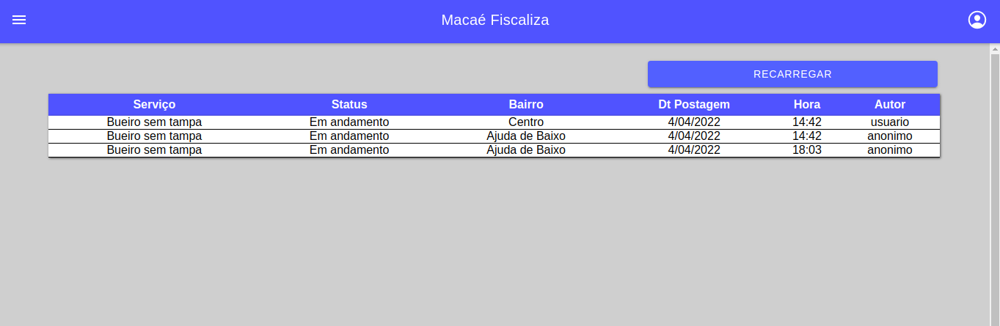 Macaé Fiscaliza
RECARREGAR
Serviço Status Bairro Dt Postagem Hora Autor
Bueiro sem tampa Em andamento Centro 4/04/2022 14:42 usuario
Bueiro sem tampa Em andamento Ajuda de Baixo 4/04/2022 14:42 anonimo
Bueiro sem tampa Em andamento Ajuda de Baixo 4/04/2022 18:03 anonimo